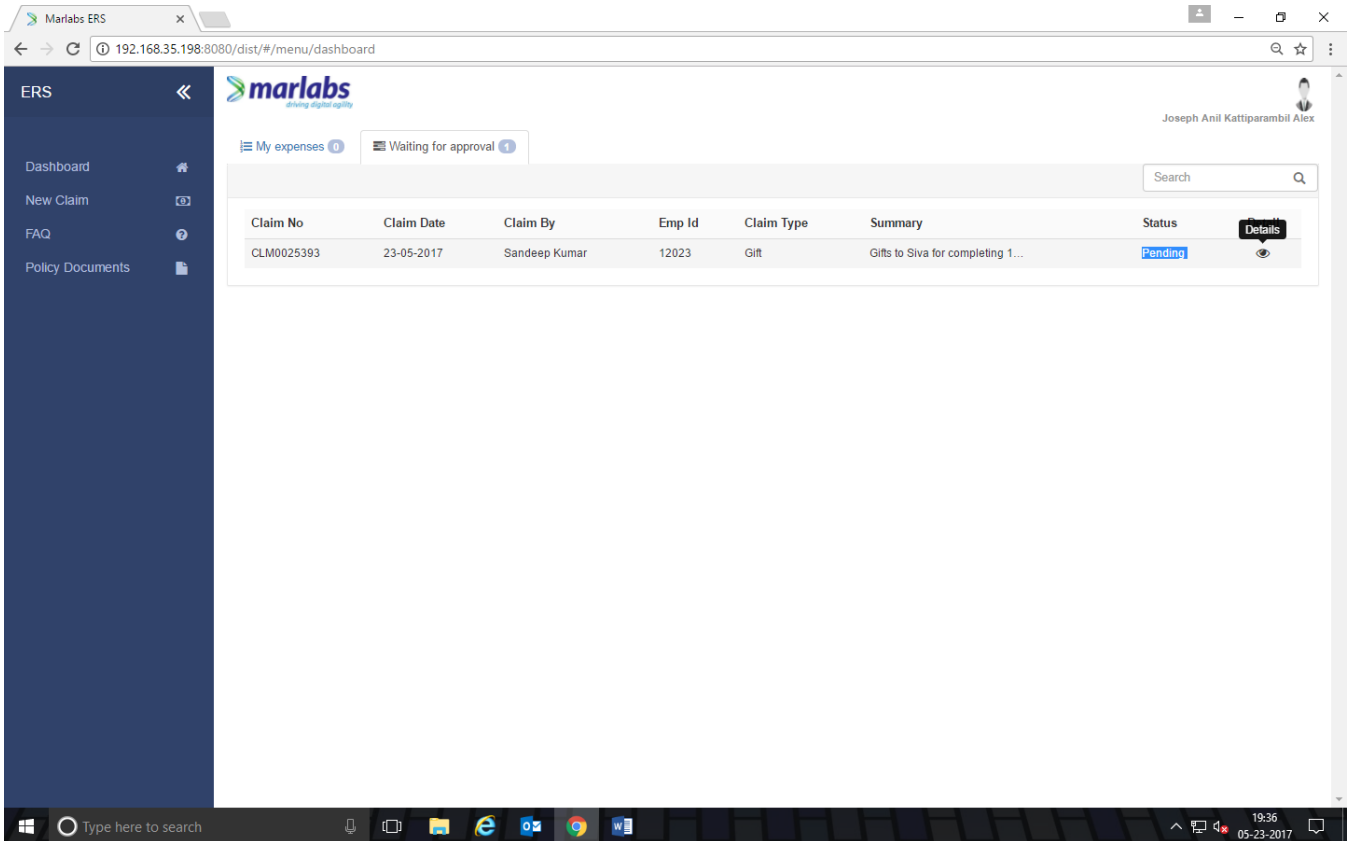 Marlabs ERS
192.168.35.198:8080/dist/#/menu/dashboard
ERS
marlabs
driving digital agility
Joseph Anil Kattiparambil Alex
My expenses 0
Waiting for approval 1
Dashboard
New Claim
FAQ
Policy Documents
Search
Claim No Claim Date Claim By Emp Id Claim Type Summary Status
Details
CLM0025393 23-05-2017 Sandeep Kumar 12023 Gift Gifts to Siva for completing 1... Pending
Type here to search
19:36
05-23-2017